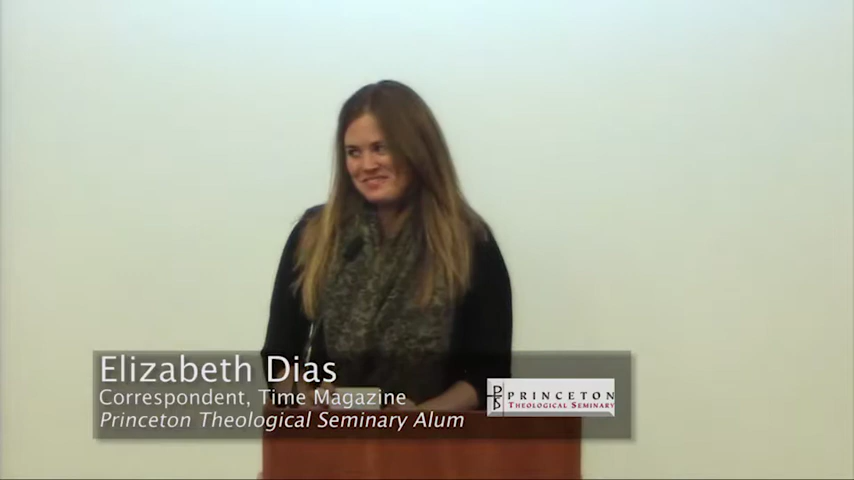 Elizabeth Dias
Correspondent, Time Magazine
Princeton Theological Seminary Alum
PRINCETON
THEOLOGICAL SEMINARY